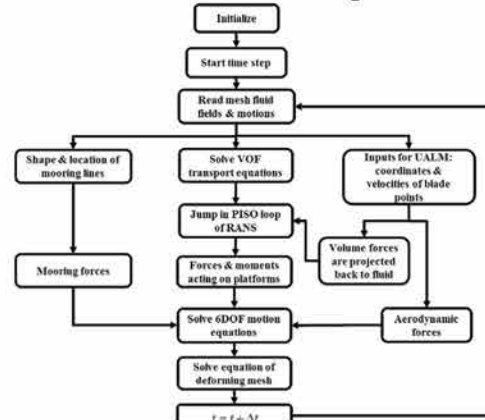 Initialize
Start time step
Read mesh fluid
fields & motions
Shape & location of
mooring lines
Solve VOF
transport equations
Inputs for UALM:
coordinates &
velocities of blade
points
Jump in PISO loop
of RANS
Volume forces
are projected
back to fluid
Mooring forces
Forces & moments
acting on platforms
Solve 6DOF motion
equations
Aerodynamic
forces
Solve equation of
deforming mesh
t = t + Δt